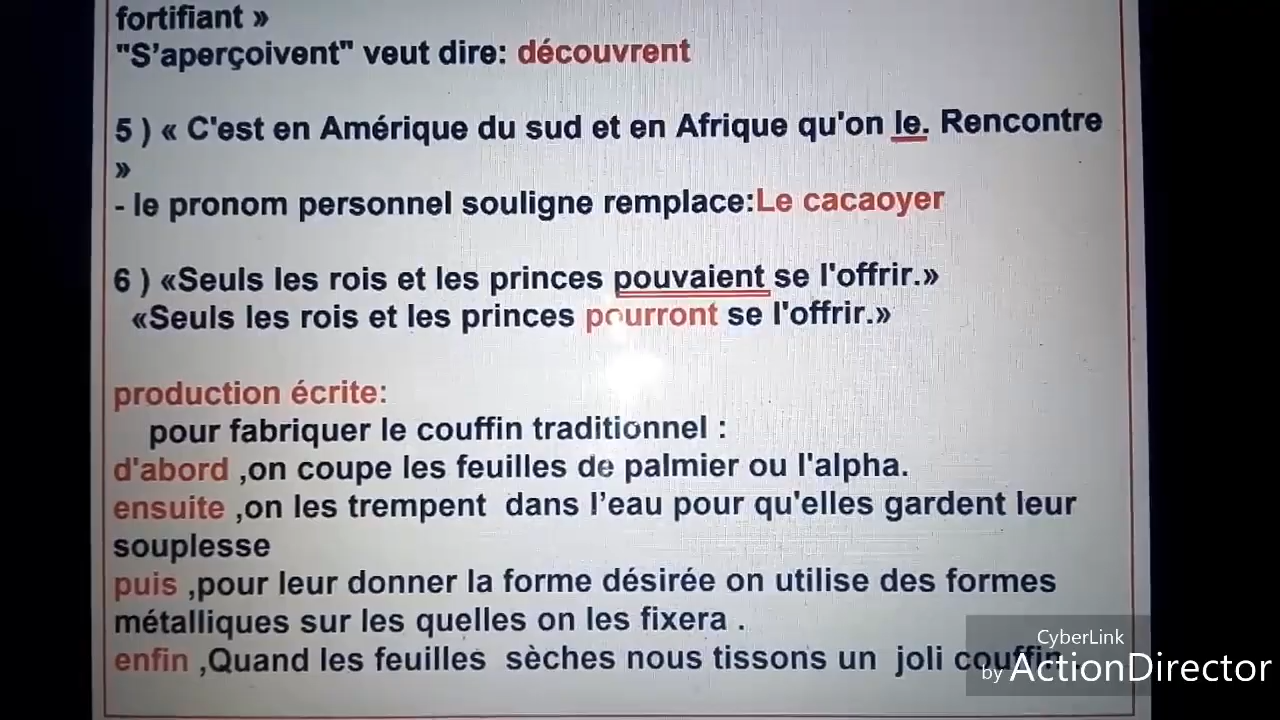 fortifiant »
"S'aperçoivent" veut dire: découvrent
5 ) « C'est en Amérique du sud et en Afrique qu'on le. Rencontre
»
- le pronom personnel souligne remplace:Le cacaoyer
6 ) «Seuls les rois et les princes pouvaient se l'offrir.»
«Seuls les rois et les princes pourront se l'offrir.»
production écrite:
pour fabriquer le couffin traditionnel :
d'abord ,on coupe les feuilles de palmier ou l'alpha.
ensuite ,on les trempent dans l’eau pour qu'elles gardent leur
souplesse
puis ,pour leur donner la forme désirée on utilise des formes
métalliques sur les quelles on les fixera .
enfin ,Quand les feuilles sèches nous tissons un joli couffin
CyberLink
by ActionDirector